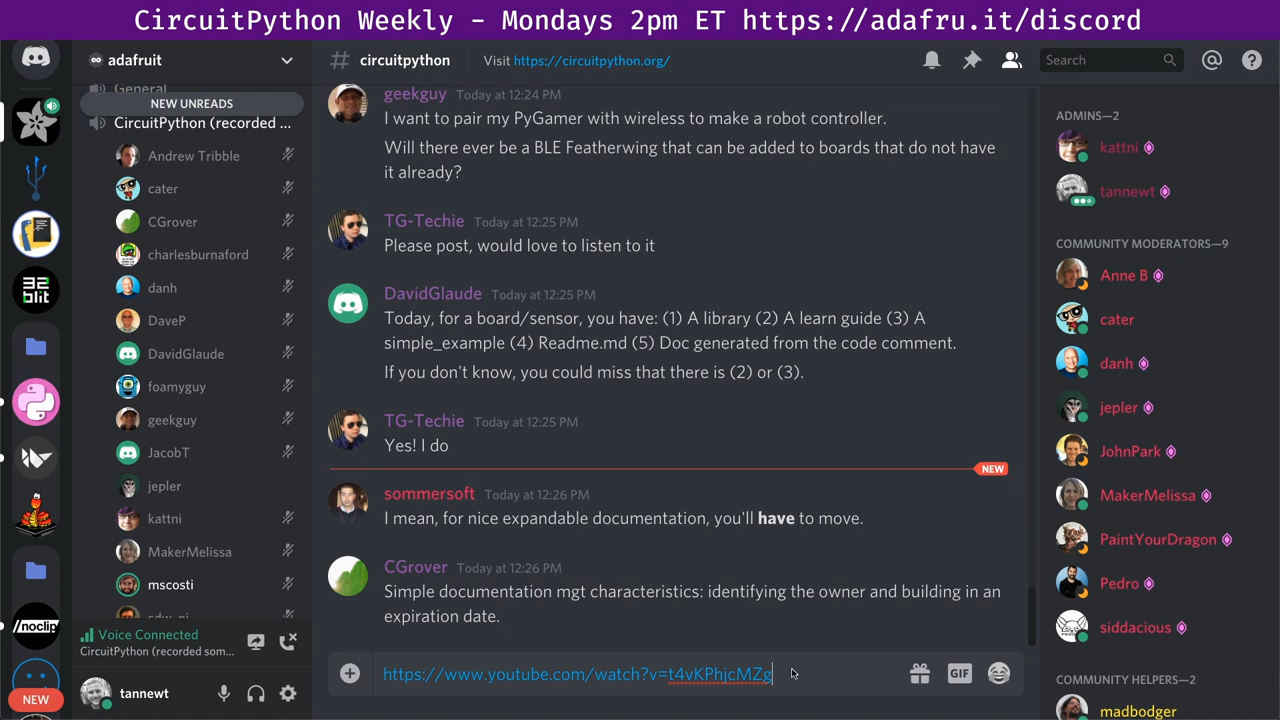 CircuitPython Weekly - Mondays 2pm ET https://adafru.it/discord
adafruit
General
NEW UNREADS
CircuitPython (recorded ...
Andrew Tribble
cater
CGrover
charlesburnaford
danh
DaveP
DavidGlaude
foamyguy
geekguy
JacobT
jepler
kattni
MakerMelissa
mscosti
Voice Connected
CircuitPython (recorded som...
tannewt
32
blit
/noclip
NEW
# circuitpython
Visit https://circuitpython.org/
Search
geekguy Today at 12:24 PM
I want to pair my PyGamer with wireless to make a robot controller.
Will there ever be a BLE Featherwing that can be added to boards that do not have
it already?
TG-Techie Today at 12:25 PM
Please post, would love to listen to it
DavidGlaude Today at 12:25 PM
Today, for a board/sensor, you have: (1) A library (2) A learn guide (3) A
simple_example (4) Readme.md (5) Doc generated from the code comment.
If you don't know, you could miss that there is (2) or (3).
TG-Techie Today at 12:25 PM
Yes! I do
NEW
sommersoft Today at 12:26 PM
I mean, for nice expandable documentation, you'll have to move.
CGrover Today at 12:26 PM
Simple documentation mgt characteristics: identifying the owner and building in an
expiration date.
https://www.youtube.com/watch?v=t4vKPhjcMZg
GIF
ADMINS—2
kattni
tannewt
COMMUNITY MODERATORS—9
Anne B
cater
danh
jepler
JohnPark
MakerMelissa
PaintYourDragon
Pedro
siddacious
COMMUNITY HELPERS—2
madbodger